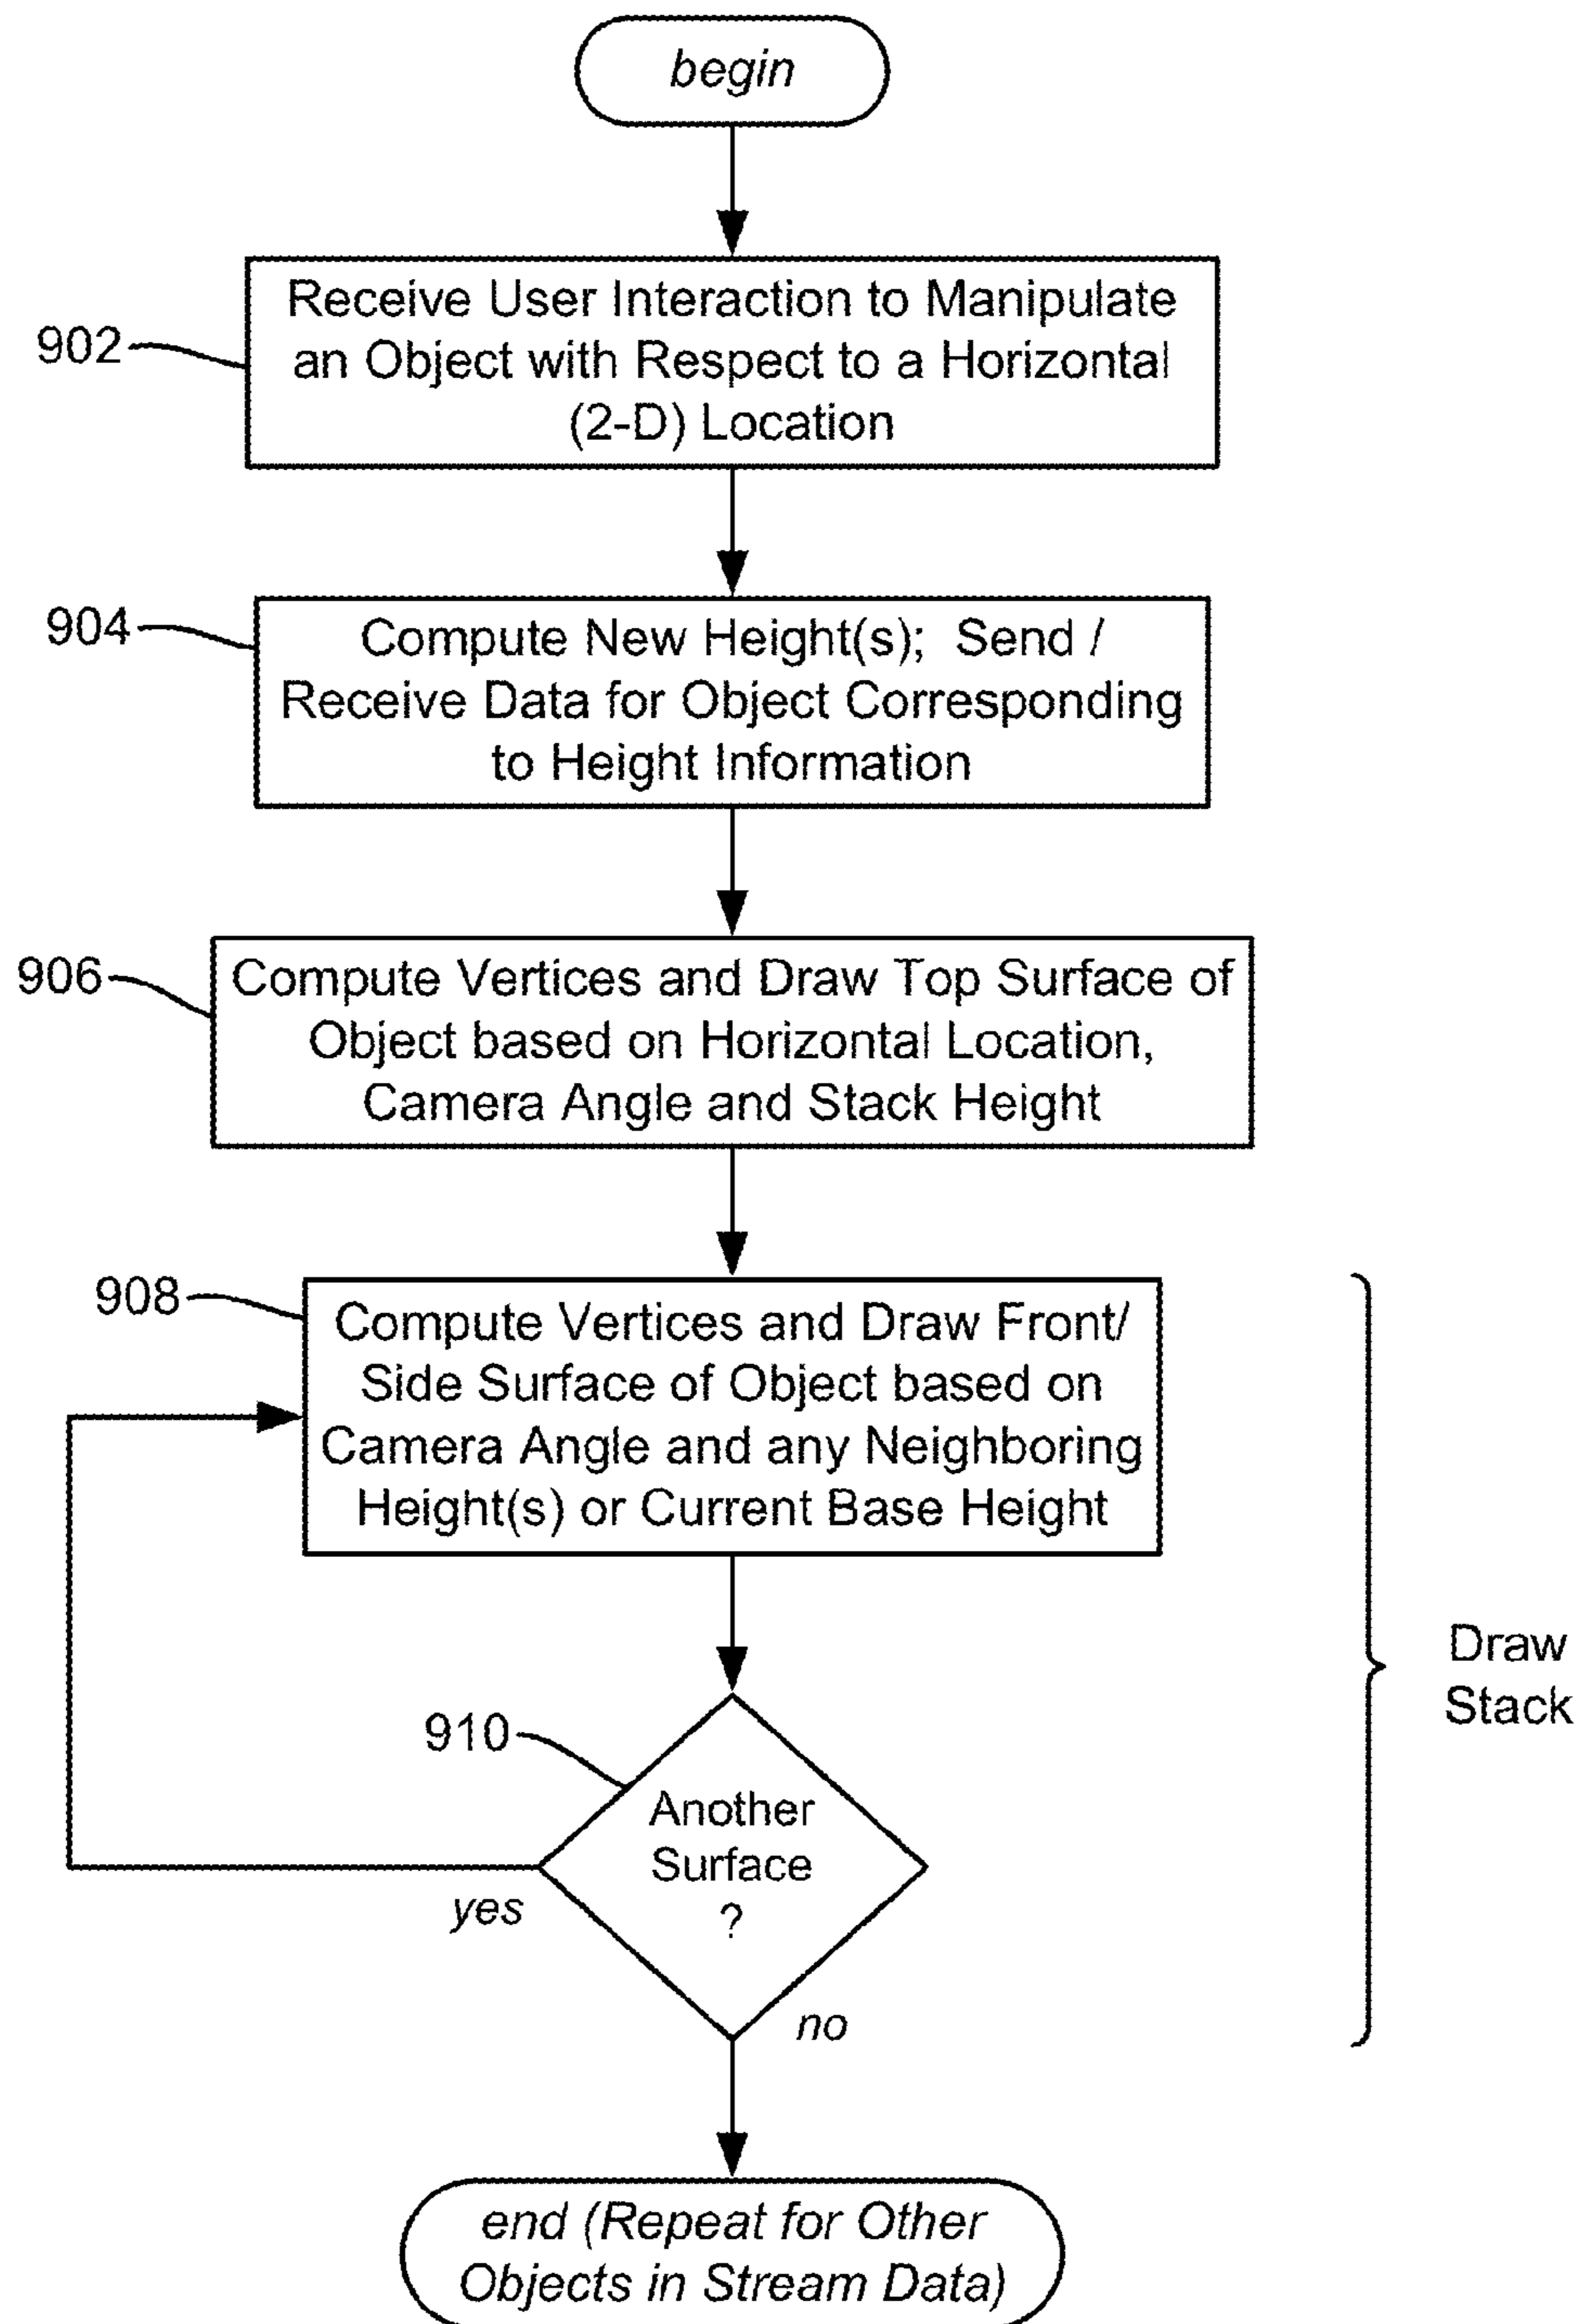 begin
902
Receive User Interaction to Manipulate
an Object with Respect to a Horizontal
(2-D) Location
904
Compute New Height(s);  Send /
Receive Data for Object Corresponding
to Height Information
906
Compute Vertices and Draw Top Surface of
Object based on Horizontal Location,
Camera Angle and Stack Height
908
Compute Vertices and Draw Front/
Side Surface of Object based on
Camera Angle and any Neighboring
Height(s) or Current Base Height
Draw
Stack
910
Another
Surface
?
yes
no
end (Repeat for Other
Objects in Stream Data)